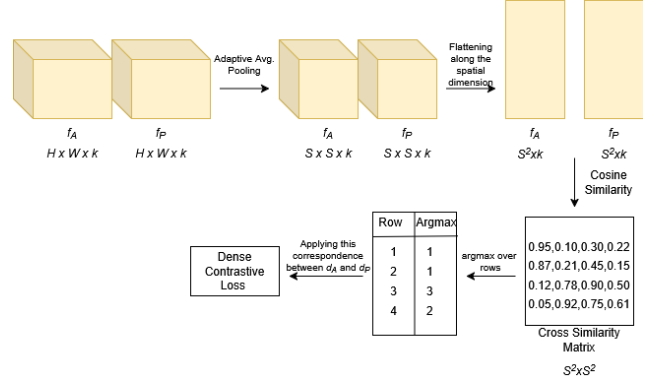 Adaptive Avg.
Pooling
Flattening
along the
spatial
dimension
f_A
H x W x k
f_P
H x W x k
f_A
S x S x k
f_P
S x S x k
f_A
S²xk
f_P
S²xk
Cosine
Similarity
0.95,0.10,0.30,0.22
0.87,0.21,0.45,0.15
0.12,0.78,0.90,0.50
0.05,0.92,0.75,0.61
Cross Similarity
Matrix
S²xS²
argmax over
rows
Row Argmax
1 1
2 1
3 3
4 2
Applying this
correspondence
between d_A and d_P
Dense
Contrastive
Loss